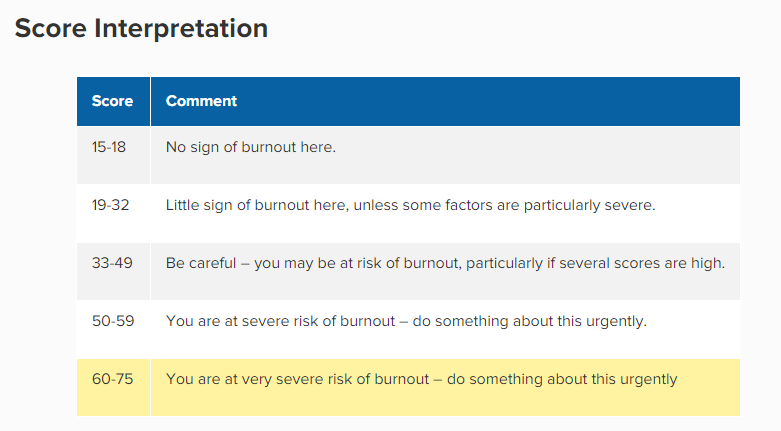 Score Interpretation
Score Comment
15-18 No sign of burnout here.
19-32 Little sign of burnout here, unless some factors are particularly severe.
33-49 Be careful – you may be at risk of burnout, particularly if several scores are high.
50-59 You are at severe risk of burnout – do something about this urgently.
60-75 You are at very severe risk of burnout – do something about this urgently